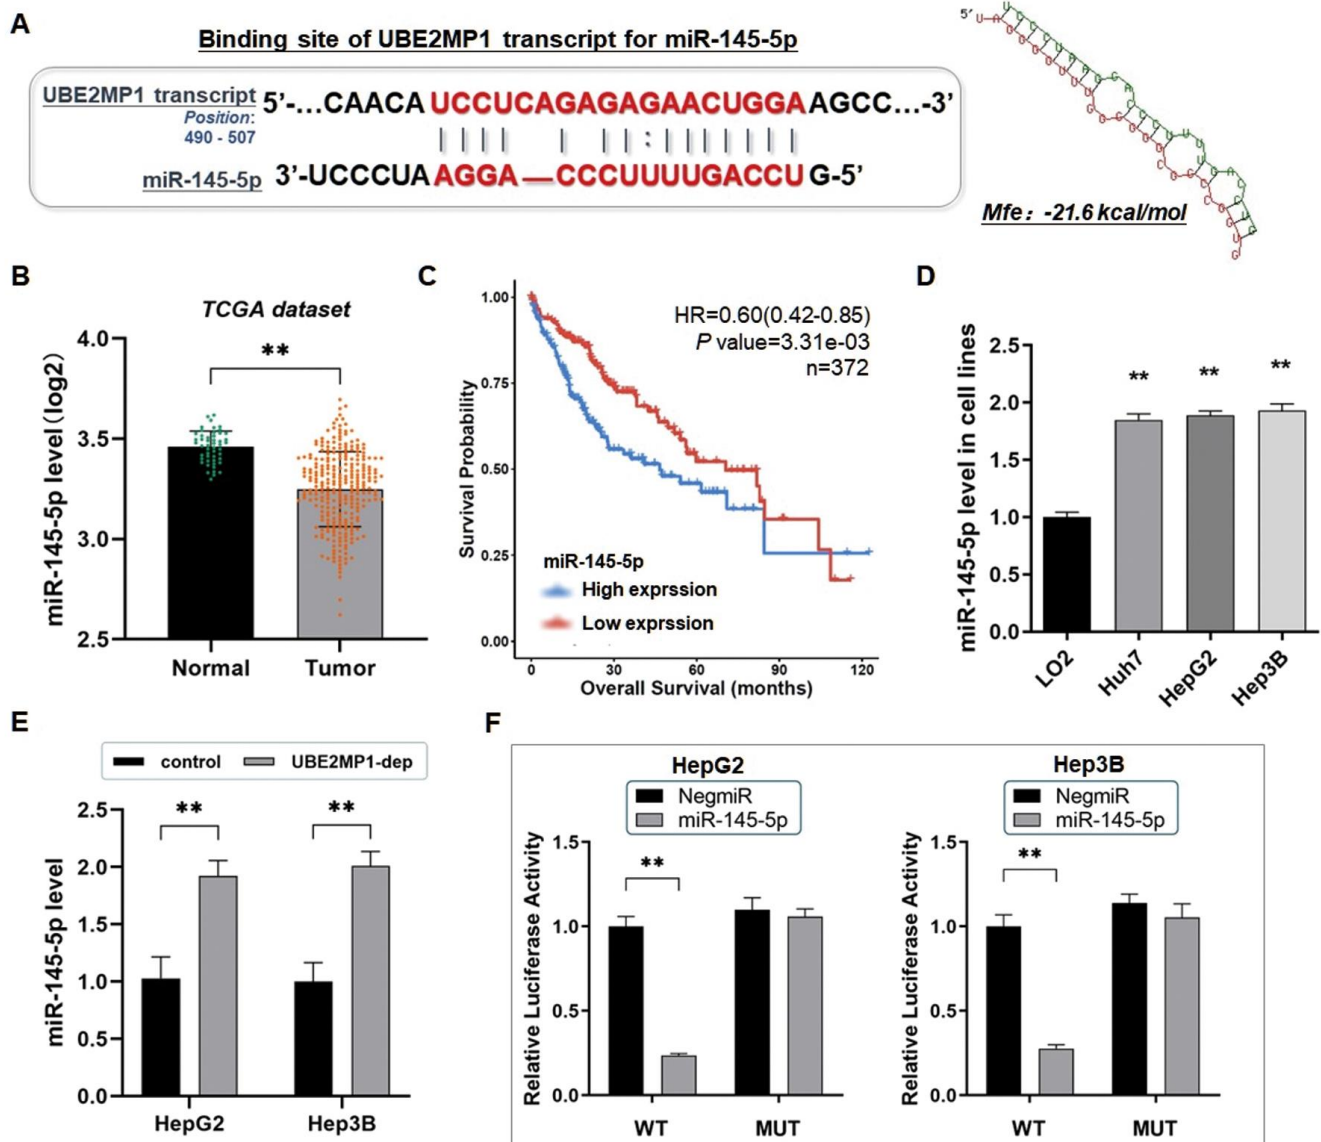 A
Binding site of UBE2MP1 transcript for miR-145-5p
UBE2MP1 transcript 5’-...CAACA UCCUCAGAGAGAACUGGA AAGCC...-3’
Position:
490 - 507
miR-145-5p 3’-UCCCUA AGGA — CCCUUUUGACCU G-5’
5’
Mfe： -21.6 kcal/mol
B
TCGA dataset
**
miR-145-5p level（log2）
4.0
3.5
3.0
2.5
Normal Tumor
C
HR=0.60(0.42-0.85)
P value=3.31e-03
n=372
Survival Probability
1.00
0.75
0.50
0.25
0.00
miR-145-5p
High exprssion
Low exprssion
0 30 60 90 120
Overall Survival (months)
D
miR-145-5p level in cell lines
2.5
2.0
1.5
1.0
0.5
0.0
** ** **
LO2 Huh7 HepG2 Hep3B
E
control UBE2MP1-dep
miR-145-5p level
2.5
2.0
1.5
1.0
0.5
0.0
** **
HepG2 Hep3B
F
HepG2
NegmiR
miR-145-5p
Relative Luciferase Activity
1.5
1.0
0.5
0.0
**
WT MUT
Hep3B
NegmiR
miR-145-5p
Relative Luciferase Activity
1.5
1.0
0.5
0.0
**
WT MUT